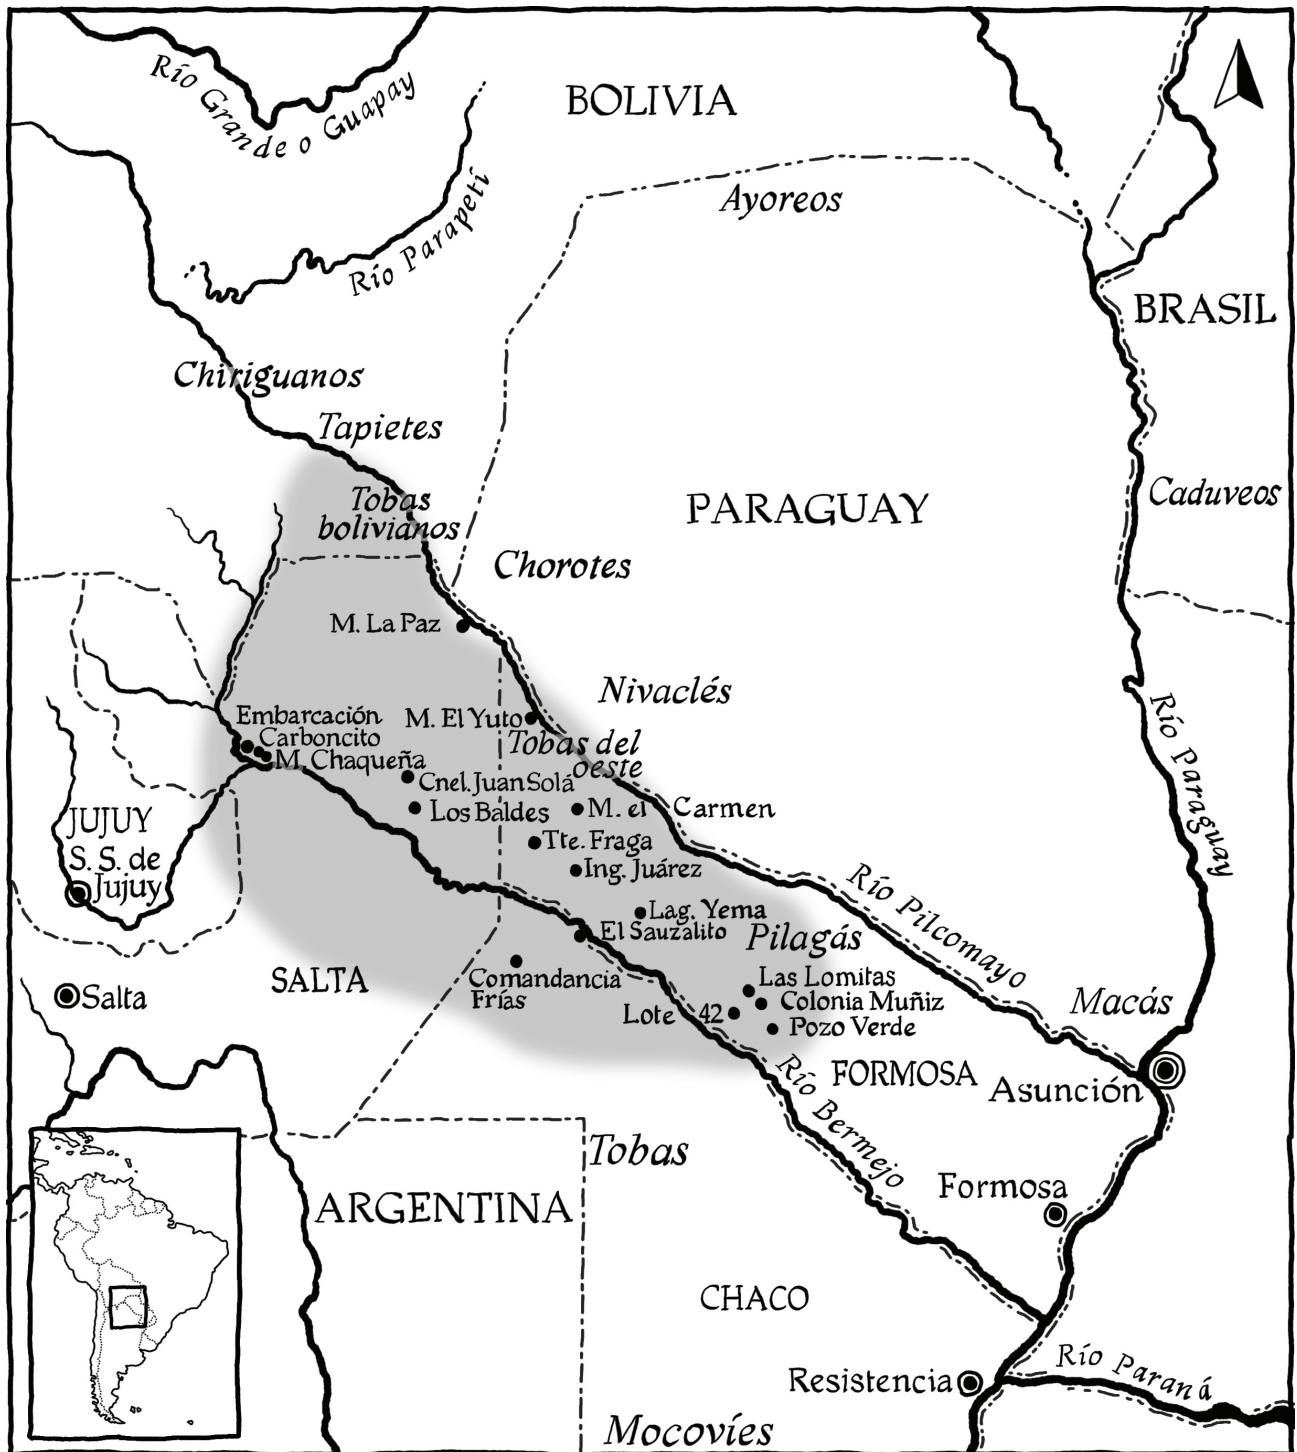 BOLIVIA
Río Grande o Guapay
Río Parapetí
Ayoreos
BRASIL
Chiriguanos
Tapietes
Tobas
bolivianos
PARAGUAY
Caduveos
Chorotes
M. La Paz
Nivaclés
Río Paraguay
Embarcación
Carboncito
M. Chaqueña
M. El Yuto
Tobas del
oeste
Cnel. Juan Solá
Los Baldes
M. el Carmen
Tte. Fraga
Ing. Juárez
JUJUY
S. S. de
Jujuy
Río Pilcomayo
Lag. Yema
El Sauzalito
Pilagás
SALTA
Salta
Comandancia
Frías
Las Lomitas
Colonia Muñiz
Lote 42
Pozo Verde
Macás
FORMOSA
Asunción
Río Bermejo
Tobas
Formosa
ARGENTINA
CHACO
Resistencia
Río Paraná
Mocovíes